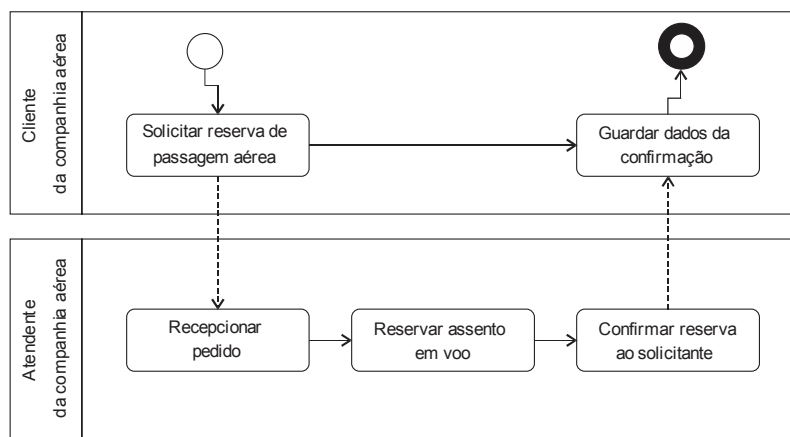 Cliente
da companhia aérea
Solicitar reserva de
passagem aérea
Guardar dados da
confirmação
Atendente
da companhia aérea
Recepcionar
pedido
Reservar assento
em voo
Confirmar reserva
ao solicitante